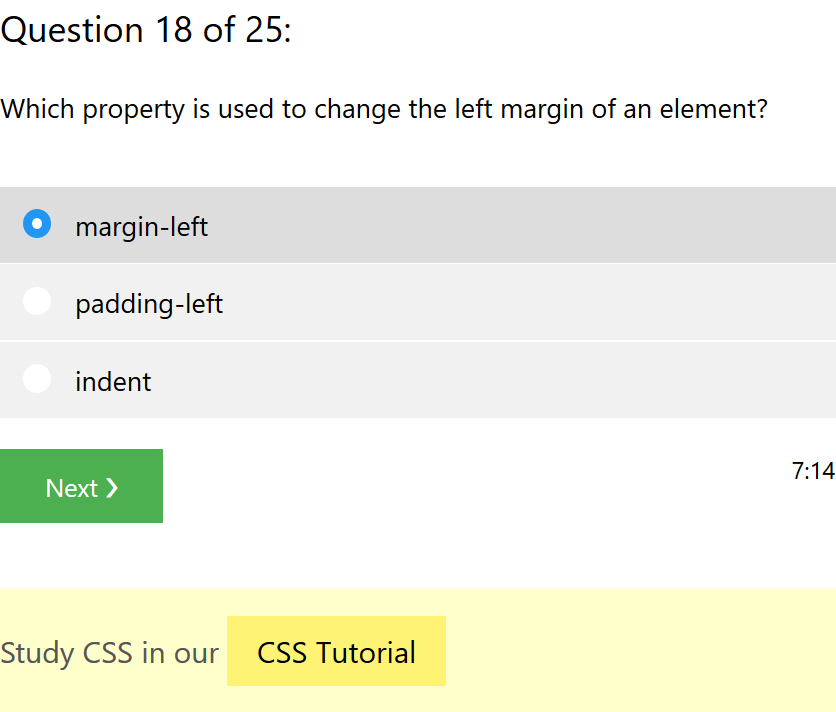 Question 18 of 25:
Which property is used to change the left margin of an element?
margin-left
padding-left
indent
Next ❯
7:14
Study CSS in our CSS Tutorial